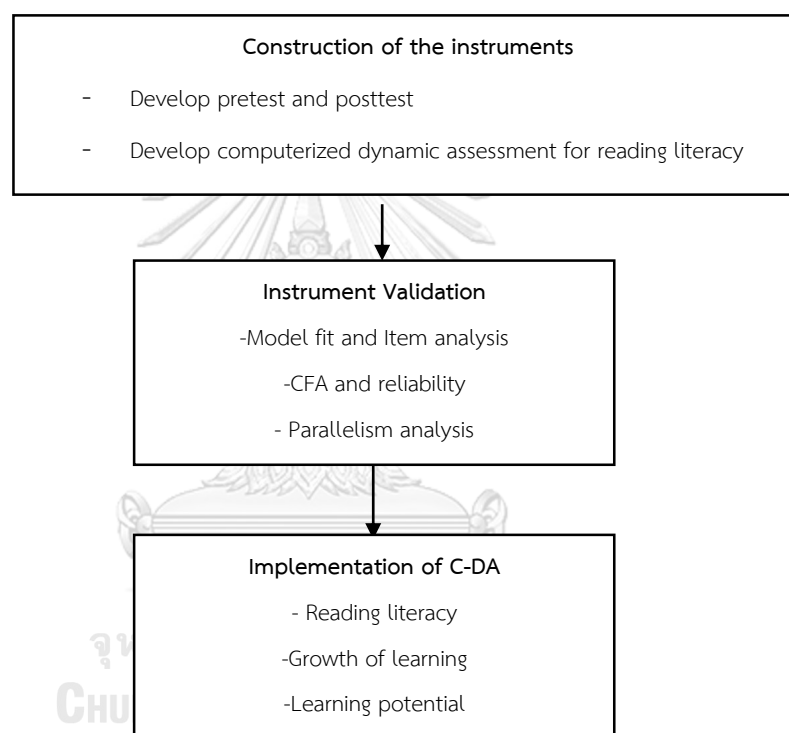 Construction of the instruments
- Develop pretest and posttest
- Develop computerized dynamic assessment for reading literacy
Instrument Validation
-Model fit and Item analysis
-CFA and reliability
- Parallelism analysis
Implementation of C-DA
- Reading literacy
-Growth of learning
-Learning potential